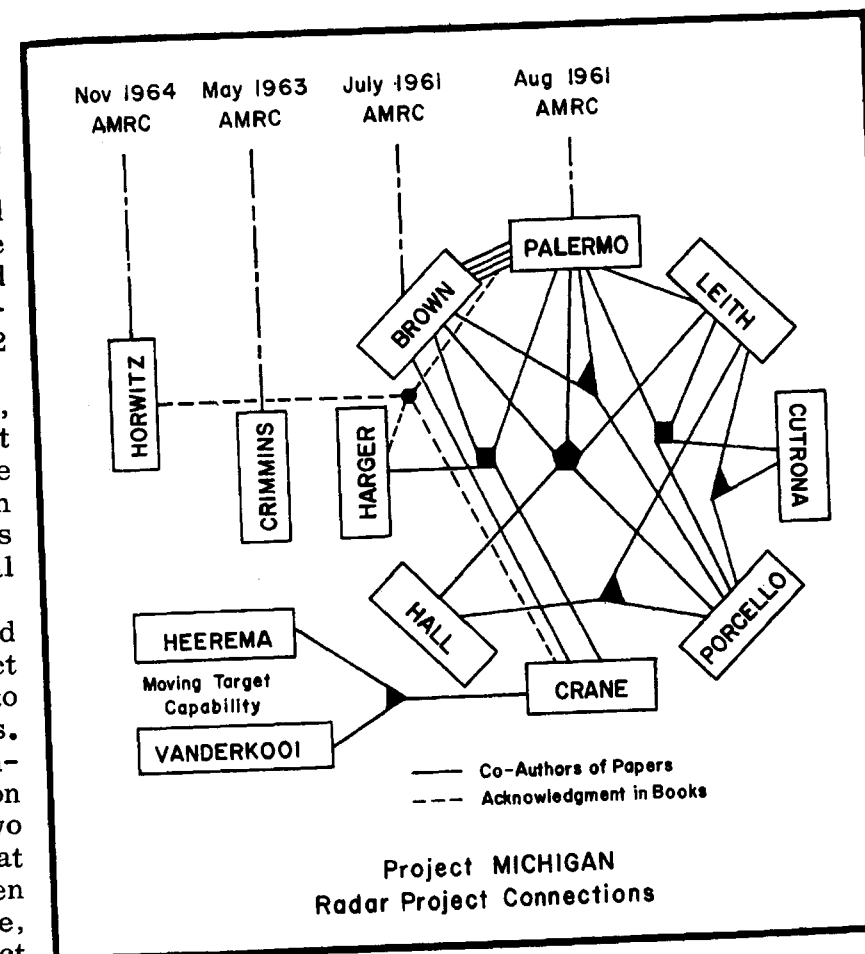 Nov 1964
AMRC
May 1963
AMRC
July 1961
AMRC
Aug 1961
AMRC
PALERMO
BROWN
LEITH
HORWITZ
CRIMMINS
HARGER
CUTRONA
HALL
PORCELLO
HEEREMA
Moving Target
Capability
CRANE
VANDERKOOI
Co-Authors of Papers
Acknowledgment in Books
Project MICHIGAN
Radar Project Connections